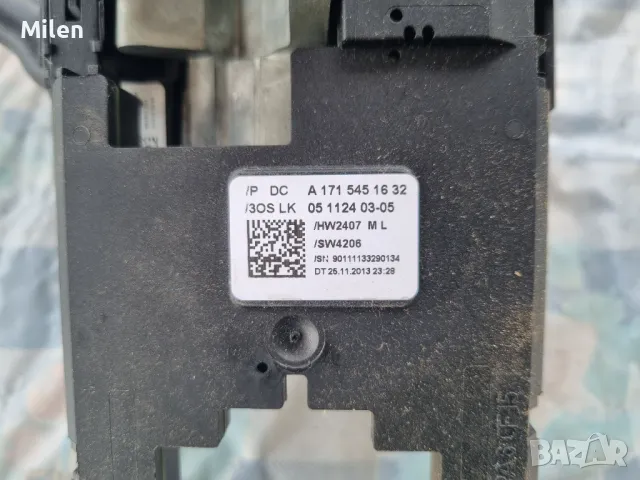 Milen
/P DC A 171 545 16 32
/3OS LK 05 1124 03-05
/HW2407 M L
/SW4206
/SN 90111133290134
DT 25.11.2013 23:28
BAZAR
bg